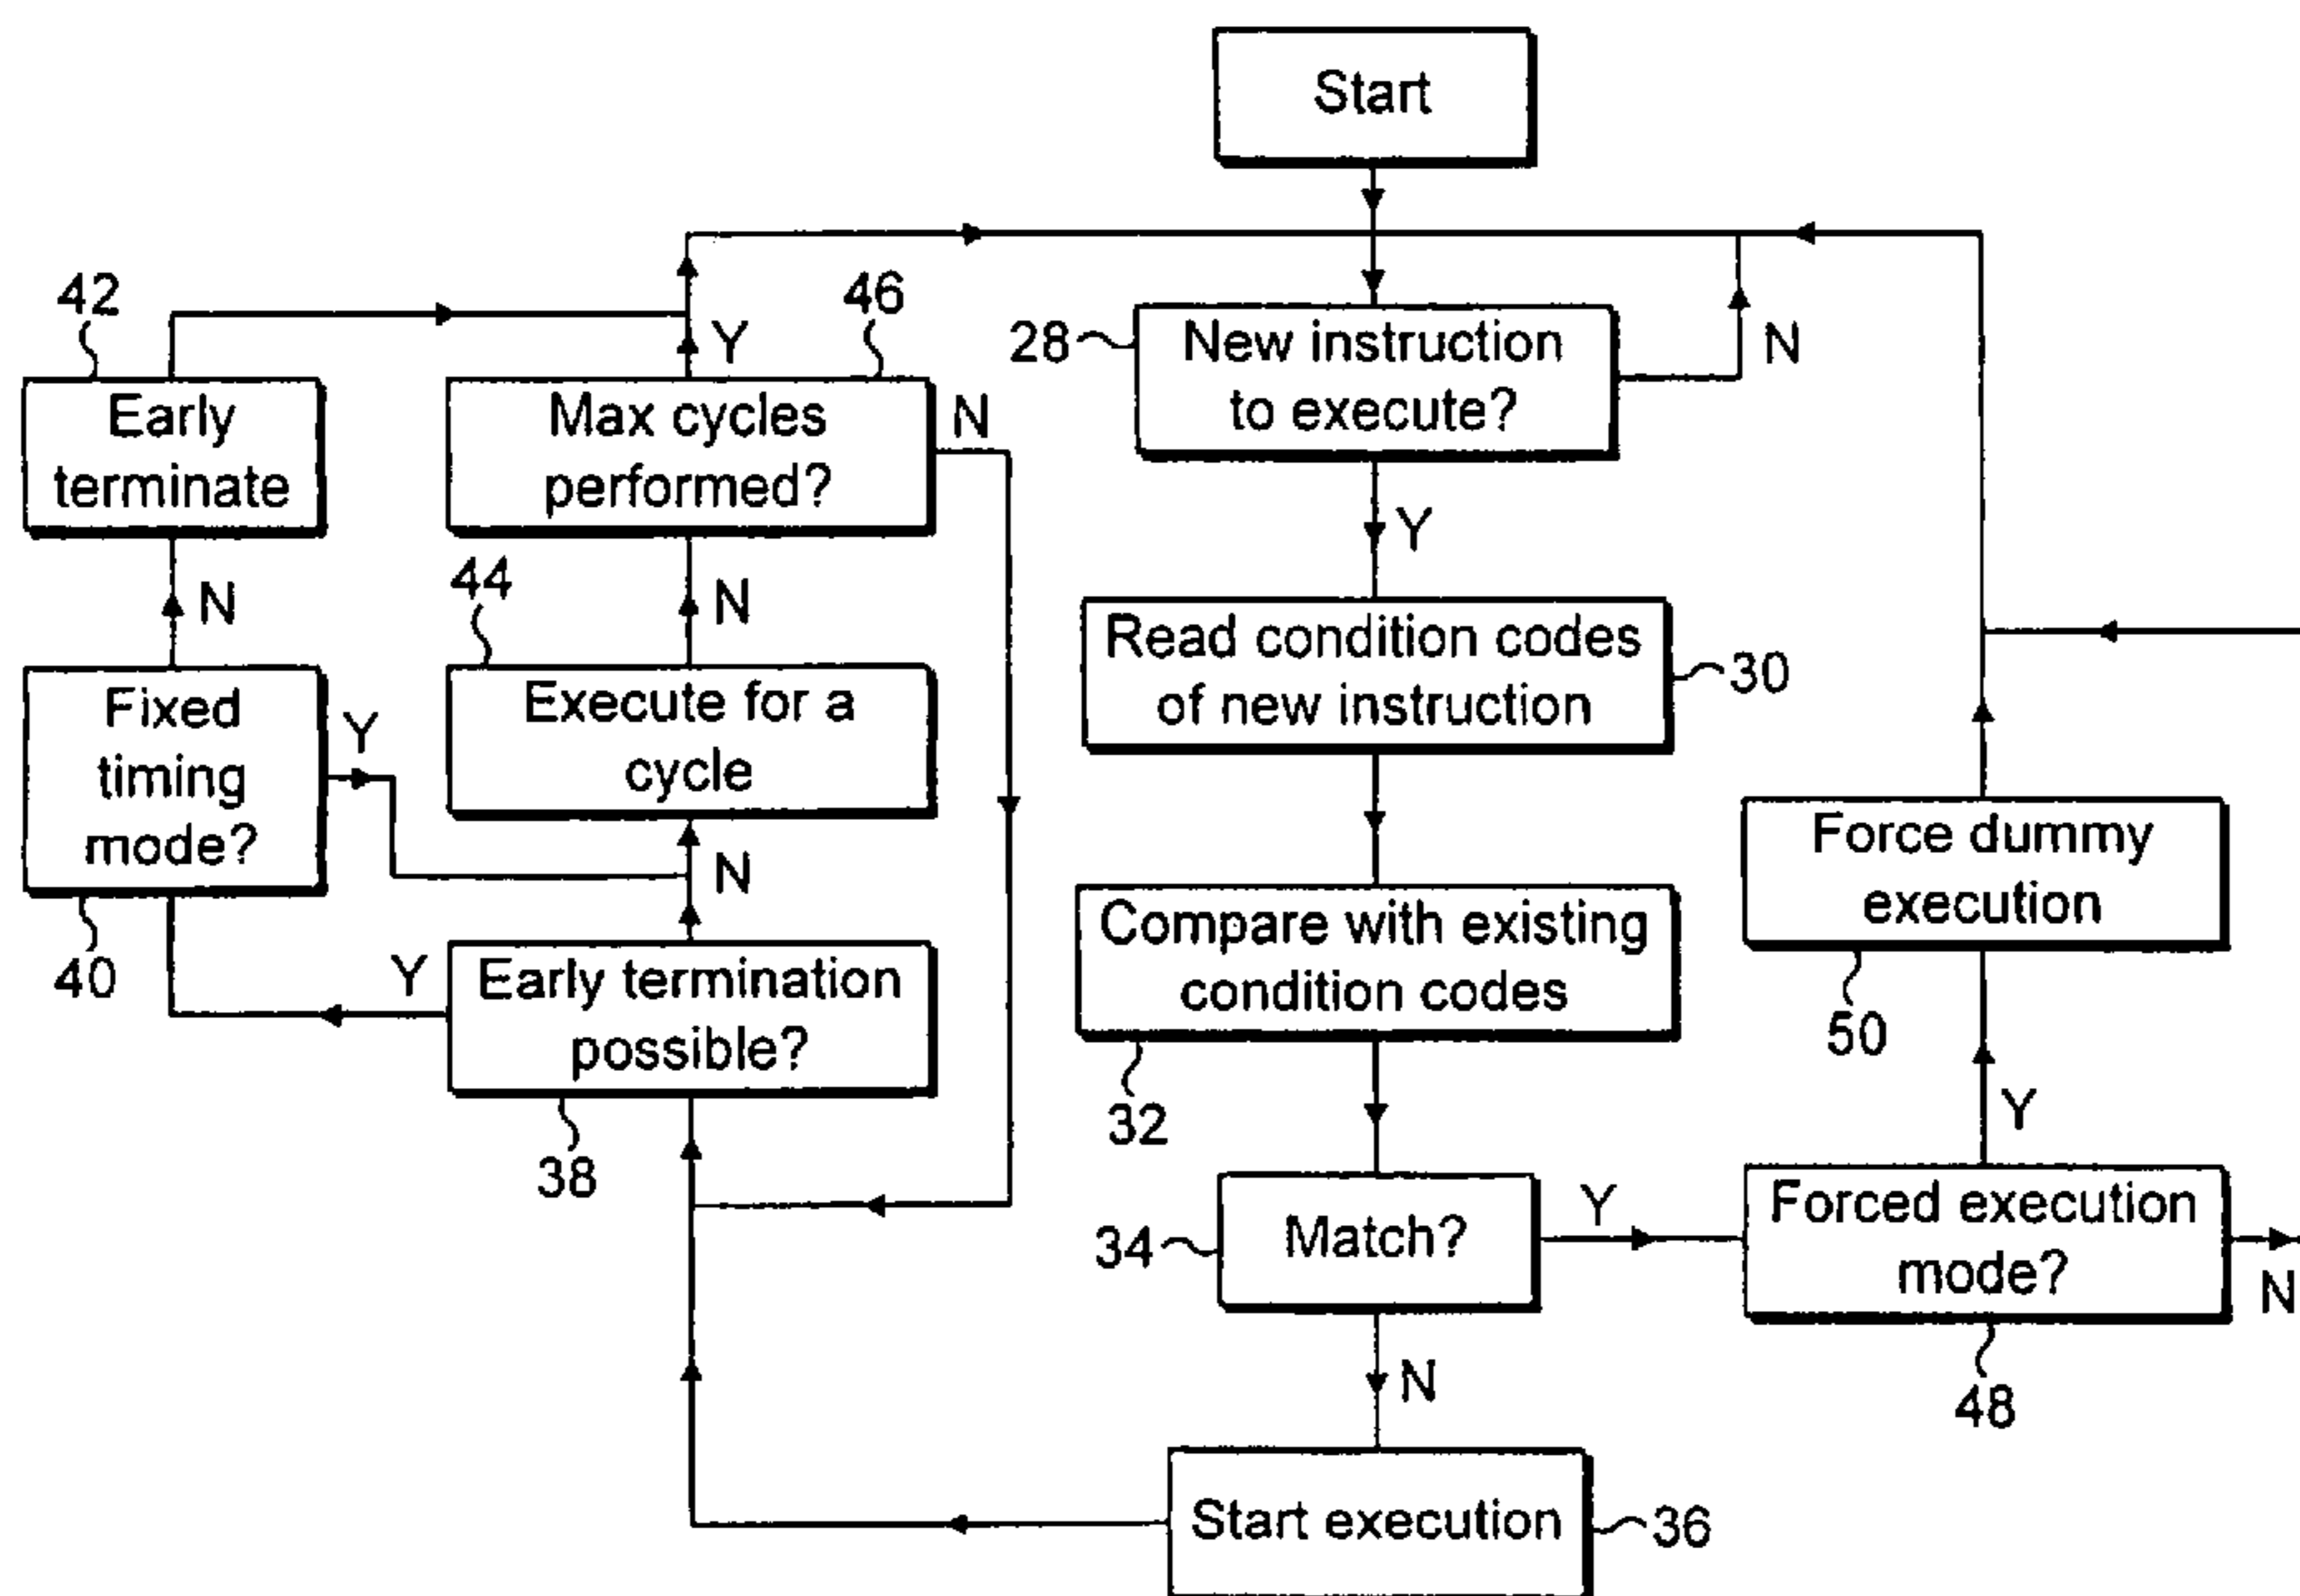 Start
42
46
28
New instruction
to execute?
N
Early
terminate
Y
Max cycles
performed?
N
Y
N
44
N
Read condition codes
of new instruction
30
Fixed
timing
mode?
Y
Execute for a
cycle
Force dummy
execution
N
40
Y
Early termination
possible?
Compare with existing
condition codes
50
38
32
Y
34
Match?
Y
Forced execution
mode?
N
N
48
Start execution
36